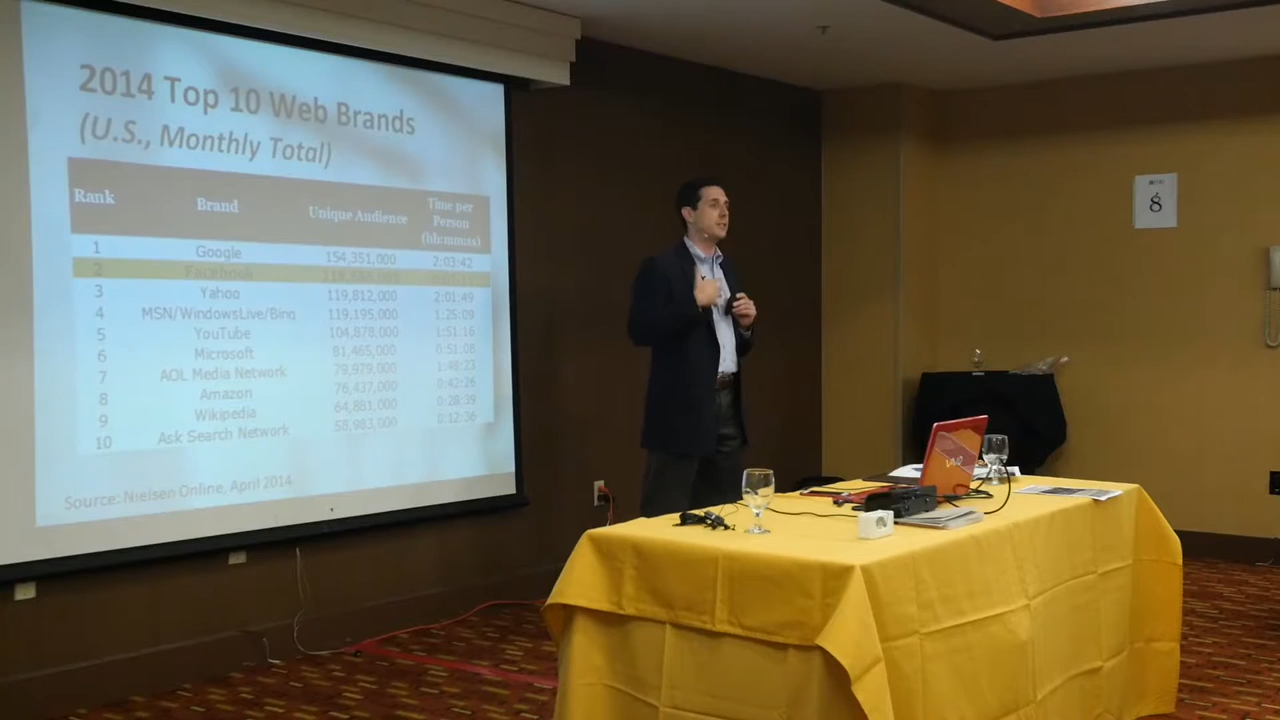 2014 Top 10 Web Brands
(U.S., Monthly Total)
Rank Brand Unique Audience Time per Person (hh:mm:ss)
1 Google 154,351,000 2:03:42
2 Facebook
3 Yahoo 119,812,000 2:01:49
4 MSN/WindowsLive/Bing 119,195,000 1:25:09
5 YouTube 104,878,000 1:51:16
6 Microsoft 81,465,000 0:51:08
7 AOL Media Network 79,979,000 1:48:23
8 Amazon 76,437,000 0:42:26
9 Wikipedia 64,881,000 0:28:39
10 Ask Search Network 58,983,000 0:12:36
Source: Nielsen Online, April 2014
8
VAIO